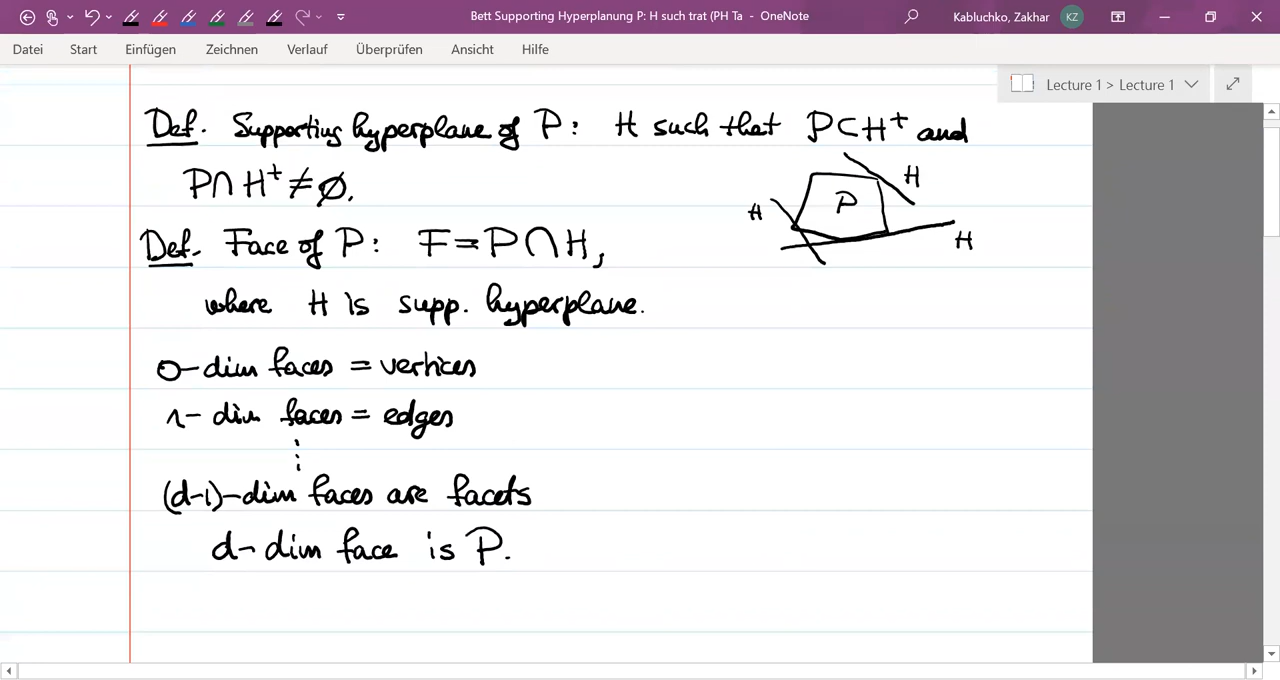 Bett Supporting Hyperplanung P: H such trat (PH Ta - OneNote
Kabluchko, Zakhar
KZ
Datei Start Einfügen Zeichnen Verlauf Überprüfen Ansicht Hilfe
Lecture 1 > Lecture 1
Def. Supporting hyperplane of P: H such that P⊂H⁺ and
P∩H⁺≠∅.
H
P
H
H
Def. Face of P: F=P∩H,
where H is supp. hyperplane.
0-dim faces = vertices
1-dim faces = edges
⋮
(d-1)-dim faces are facets
d-dim face is P.